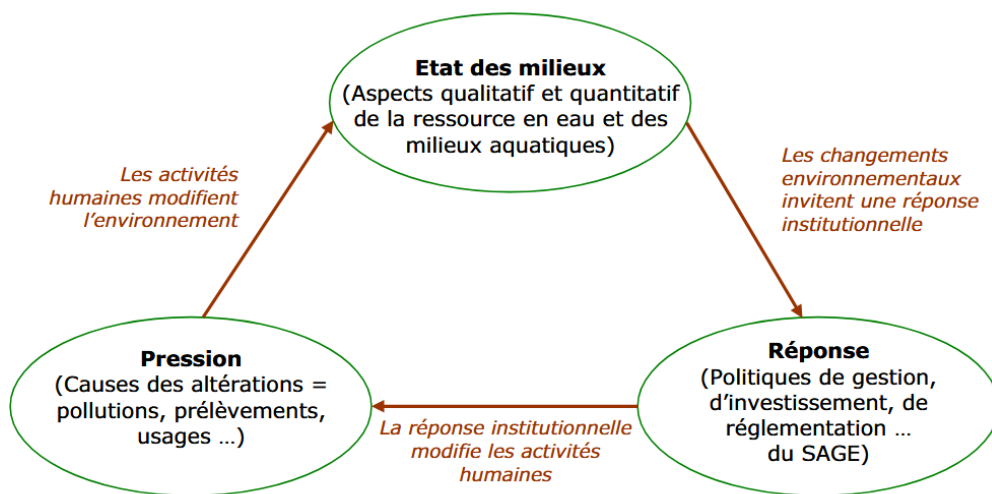 Etat des milieux
(Aspects qualitatif et quantitatif
de la ressource en eau et des
milieux aquatiques)
Les activités
humaines modifient
l'environnement
Les changements
environnementaux
invitent une réponse
institutionnelle
Pression
(Causes des altérations =
pollutions, prélèvements,
usages ...)
Réponse
(Politiques de gestion,
d'investissement, de
réglementation ...
du SAGE)
La réponse institutionnelle
modifie les activités
humaines